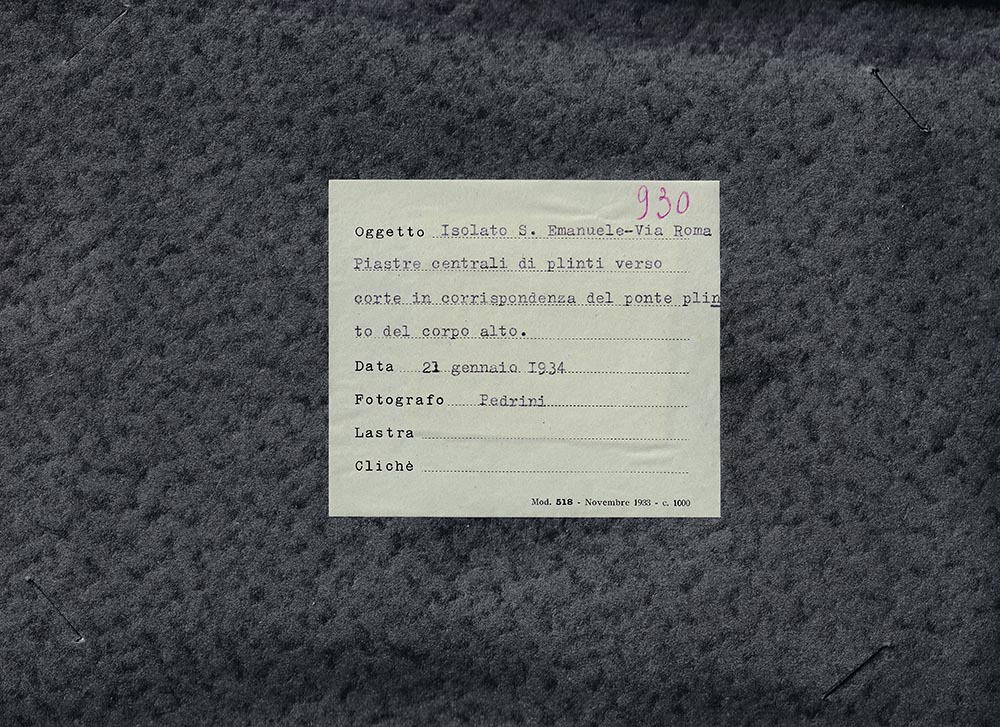 930
Oggetto Isolato S. Emanuele-Via Roma
Piastre centrali di plinti verso
corte in corrispondenza del ponte plin
to del corpo alto.
Data 21 gennaio I934
Fotografo Pedrini
Lastra
Clichè
Mod. 518 - Novembre 1933 - c. 1000